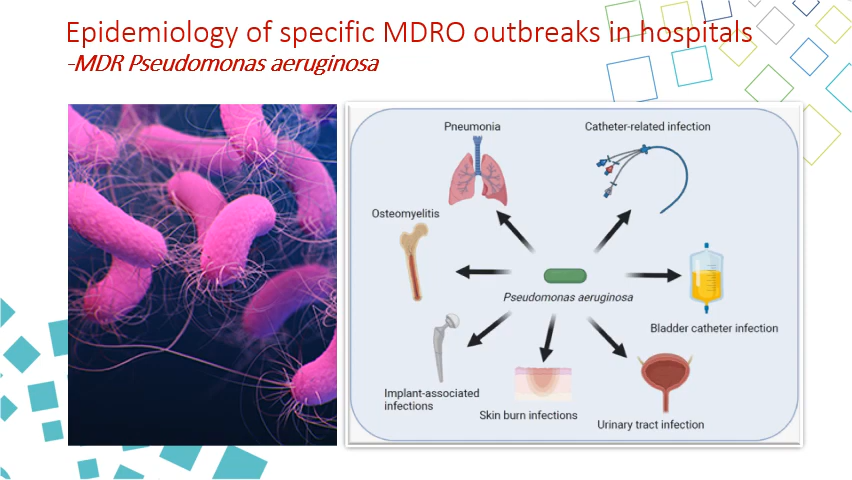 Epidemiology of specific MDRO outbreaks in hospitals
-MDR Pseudomonas aeruginosa
Pneumonia
Catheter-related infection
Osteomyelitis
Pseudomonas aeruginosa
Bladder catheter infection
Implant-associated
infections
Skin burn infections
Urinary tract infection